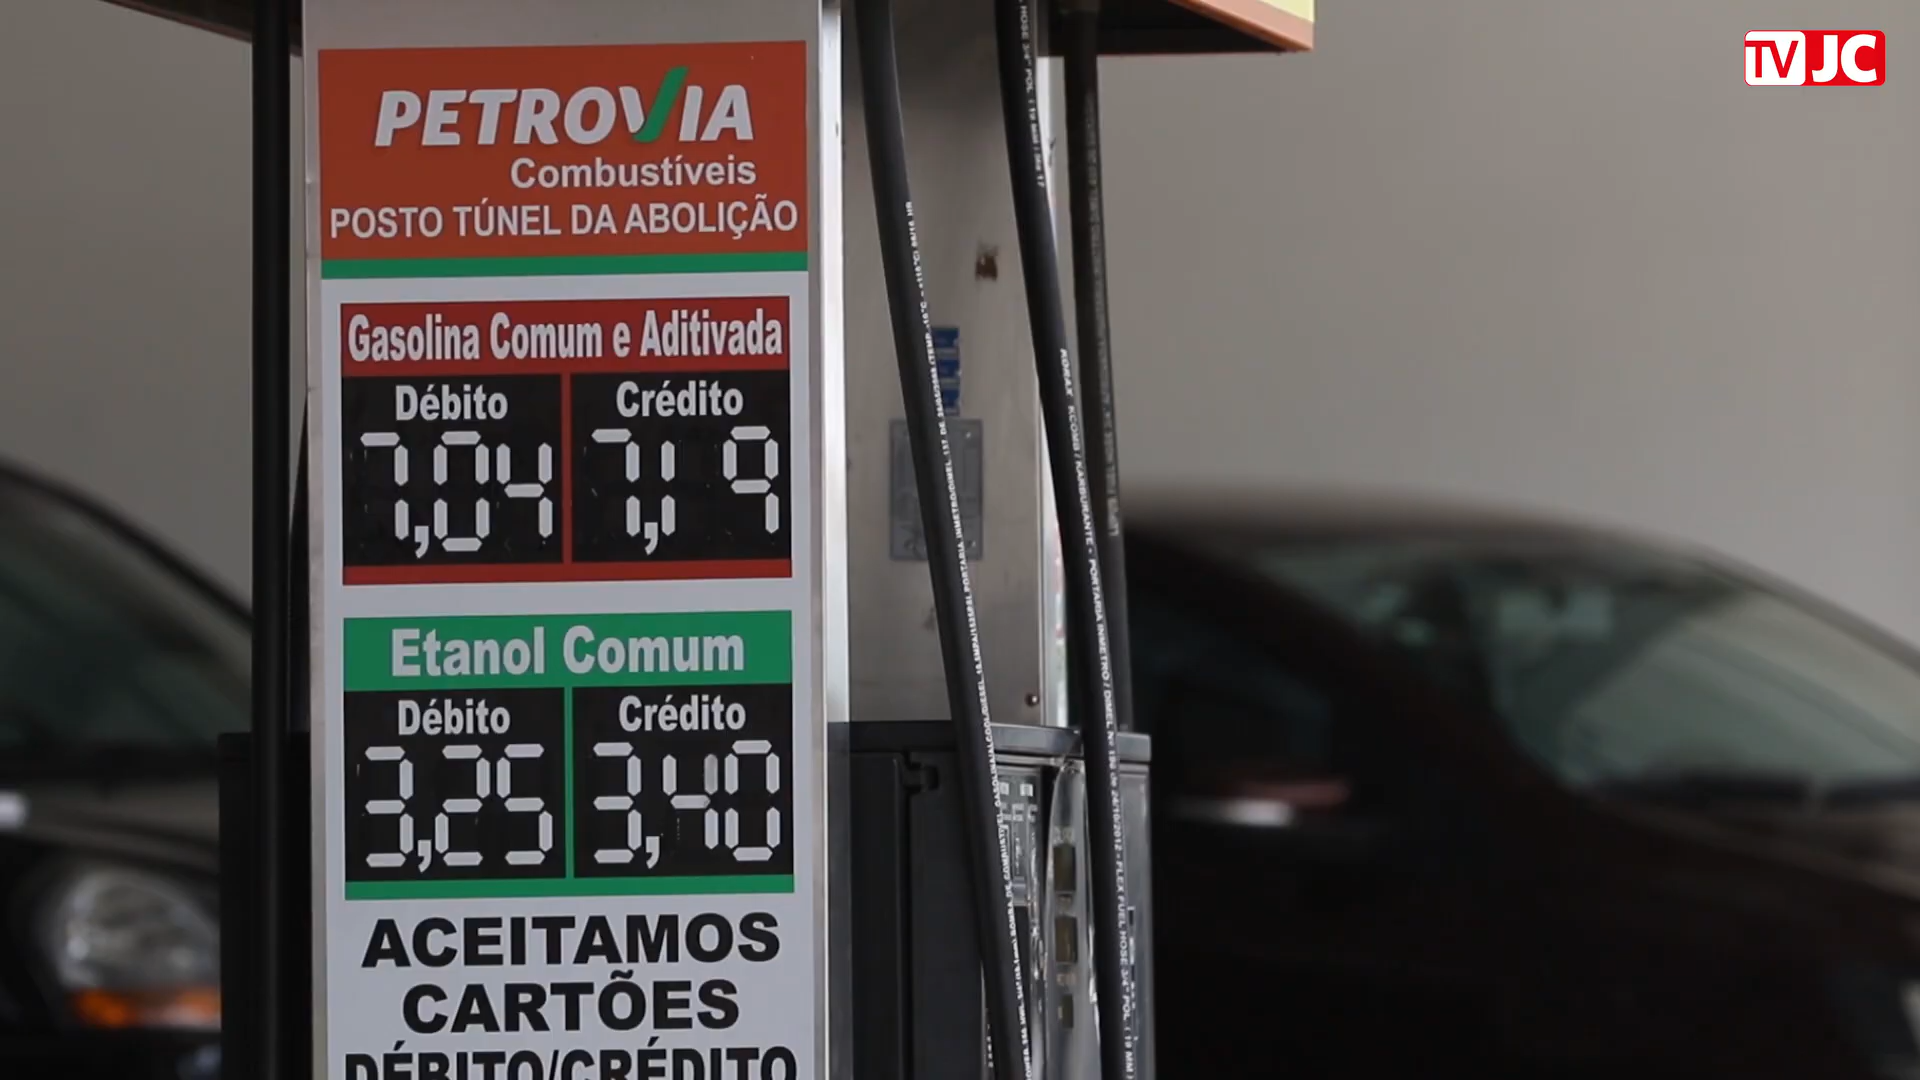 TV JC
PETROVIA
Combustíveis
POSTO TÚNEL DA ABOLIÇÃO
Gasolina Comum e Aditivada
Débito Crédito
7,04 7,19
Etanol Comum
Débito Crédito
3,25 3,40
ACEITAMOS
CARTÕES
DÉBITO/CRÉDITO